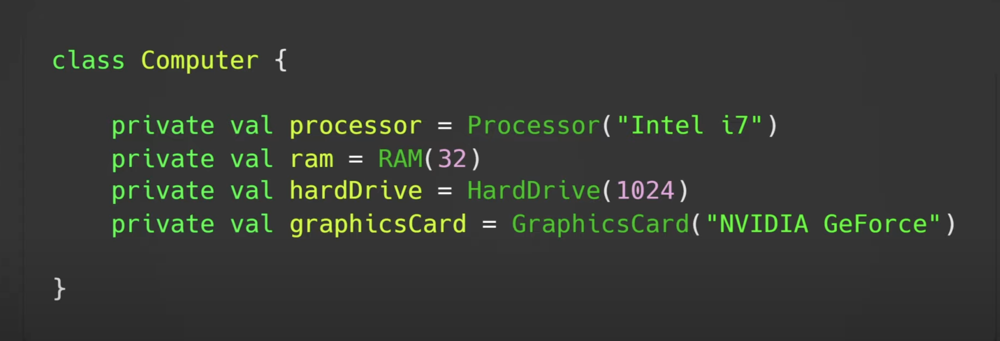 class Computer {
    private val processor = Processor("Intel i7")
    private val ram = RAM(32)
    private val hardDrive = HardDrive(1024)
    private val graphicsCard = GraphicsCard("NVIDIA GeForce")
}